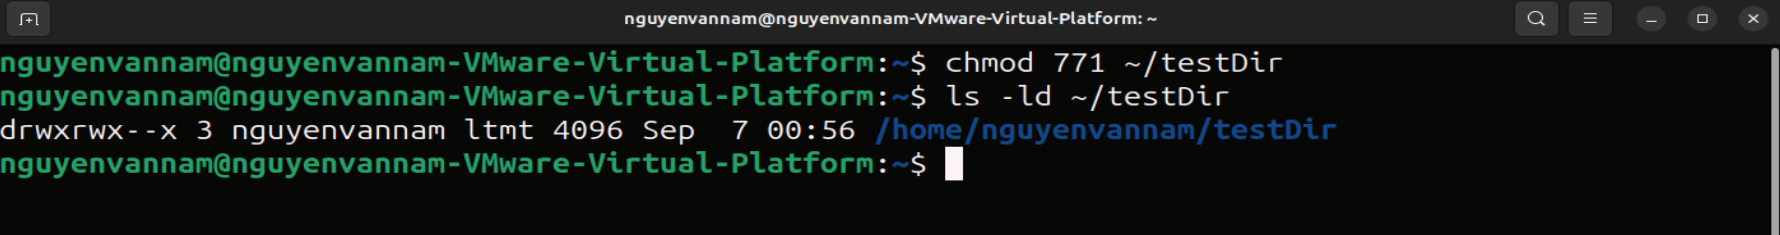 nguyenvannam@nguyenvannam-VMware-Virtual-Platform: ~
nguyenvannam@nguyenvannam-VMware-Virtual-Platform:~$ chmod 771 ~/testDir
nguyenvannam@nguyenvannam-VMware-Virtual-Platform:~$ ls -ld ~/testDir
drwxrwx--x 3 nguyenvannam ltmt 4096 Sep  7 00:56 /home/nguyenvannam/testDir
nguyenvannam@nguyenvannam-VMware-Virtual-Platform:~$